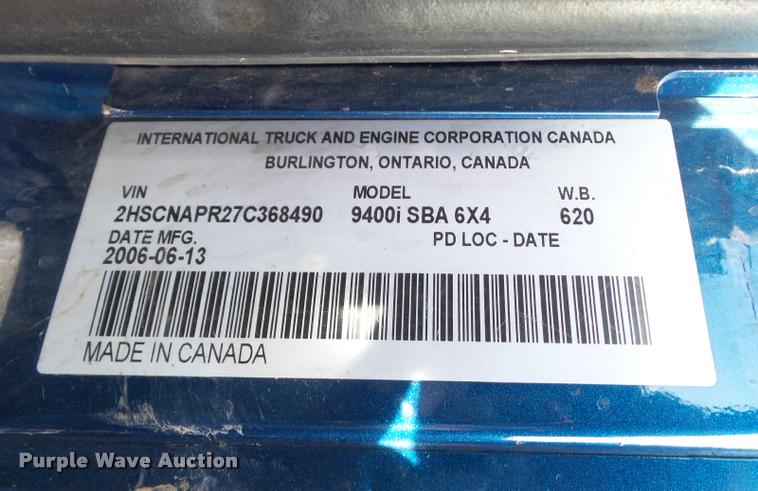 INTERNATIONAL TRUCK AND ENGINE CORPORATION CANADA
BURLINGTON, ONTARIO, CANADA
VIN MODEL W.B.
2HSCNAPR27C368490 9400i SBA 6X4 620
DATE MFG. PD LOC - DATE
2006-06-13
MADE IN CANADA
Purple Wave Auction